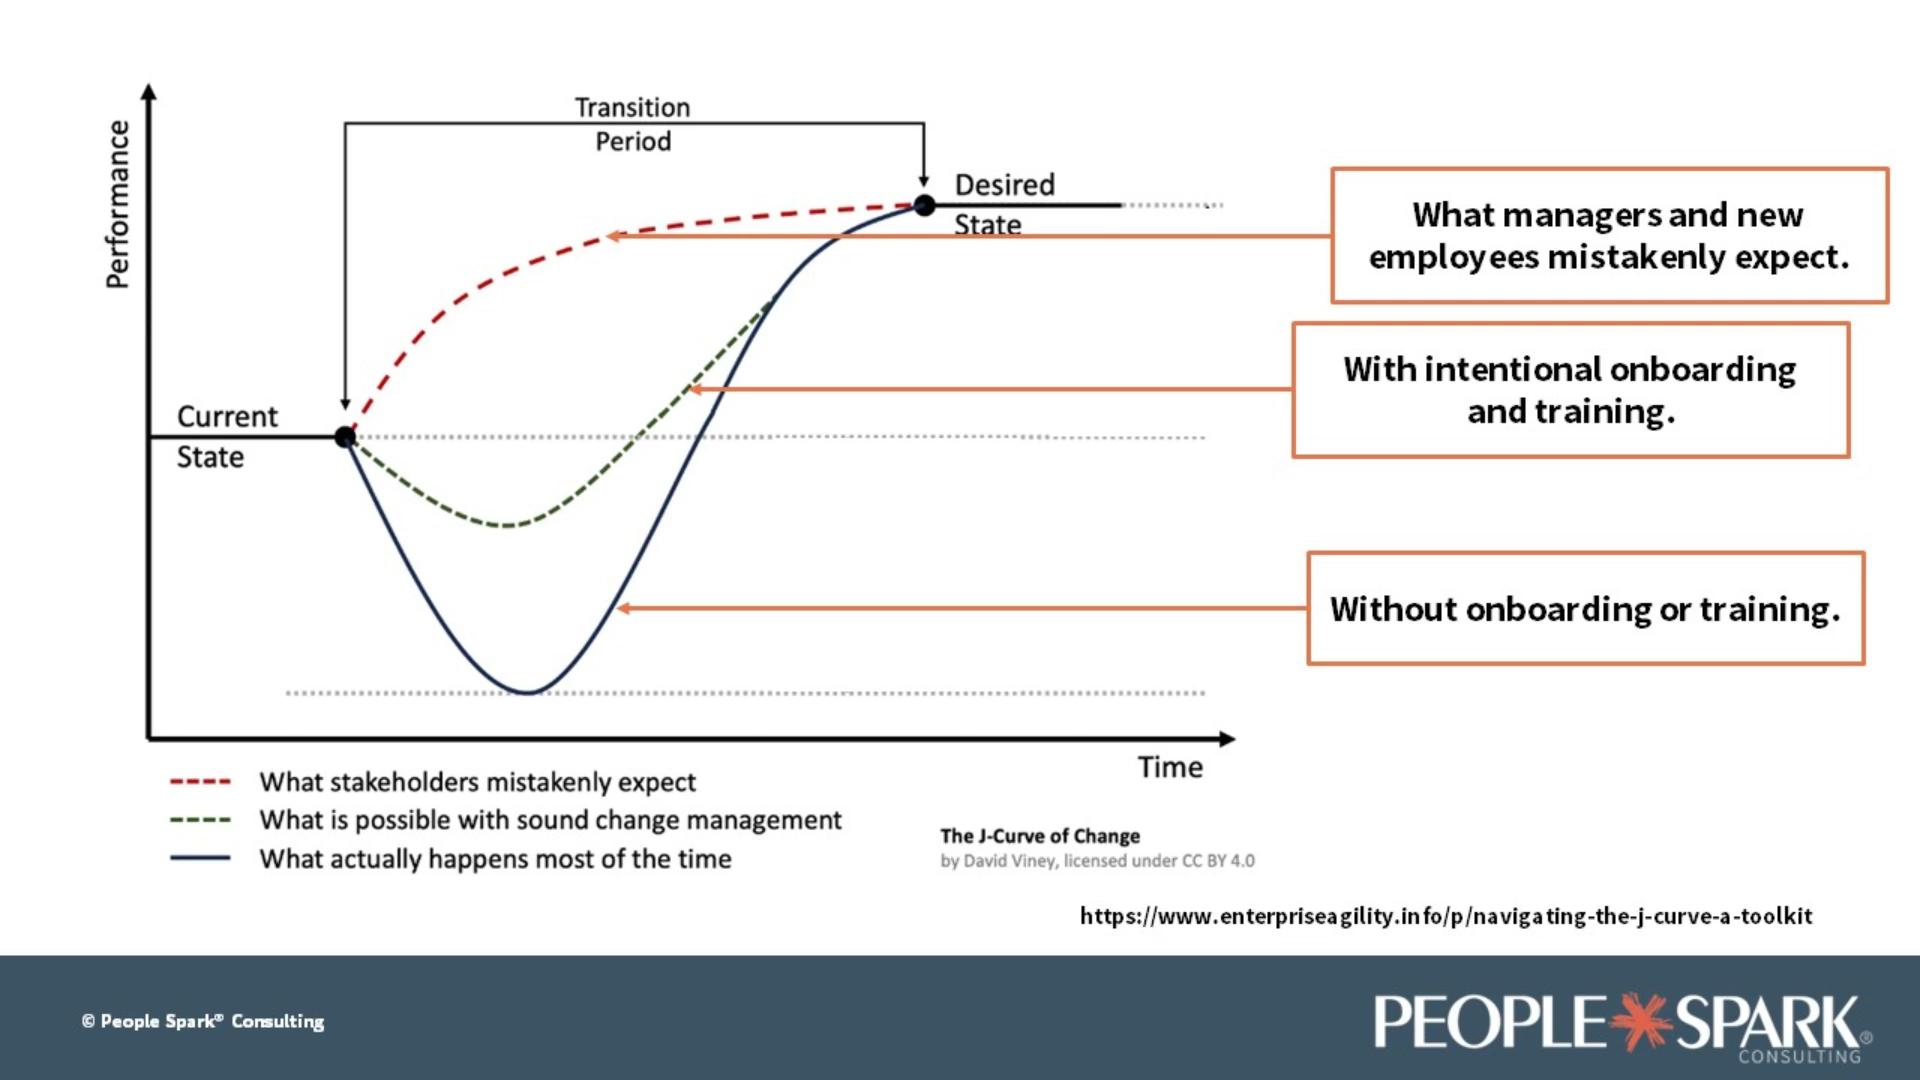 Performance
Transition
Period
Desired
State
Current
State
What managers and new
employees mistakenly expect.
With intentional onboarding
and training.
Without onboarding or training.
Time
What stakeholders mistakenly expect
What is possible with sound change management
What actually happens most of the time
The J-Curve of Change
by David Viney, licensed under CC BY 4.0
https://www.enterpriseagility.info/p/navigating-the-j-curve-a-toolkit
© People Spark® Consulting
PEOPLE SPARK®
CONSULTING